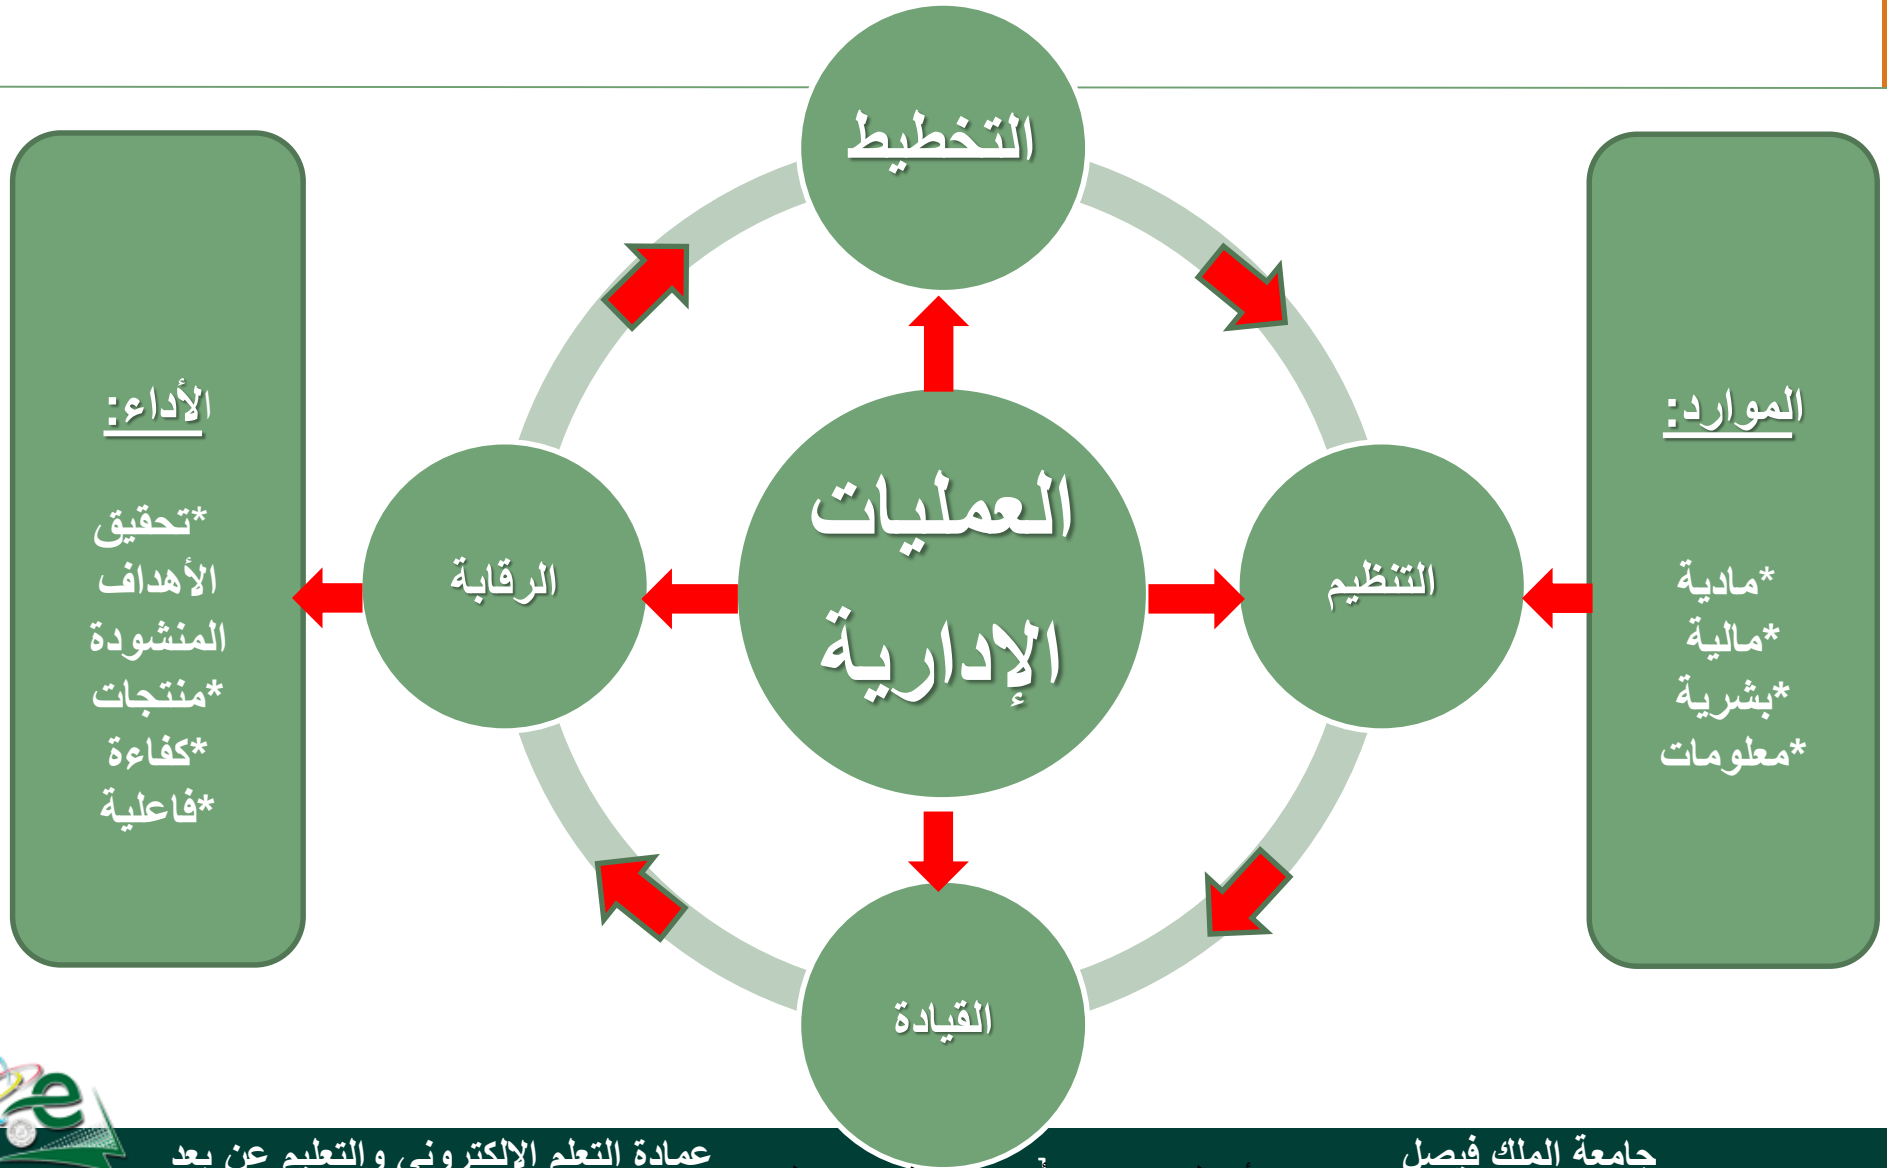 التخطيط
الموارد:
*مادية
*مالية
*بشرية
*معلومات
التنظيم
العمليات
الإدارية
الرقابة
القيادة
الأداء:
*تحقيق
الأهداف
المنشودة
*منتجات
*كفاءة
*فاعلية
e
جامعة الملك فيصل
عمادة التعلم الإلكتروني والتعليم عن بعد